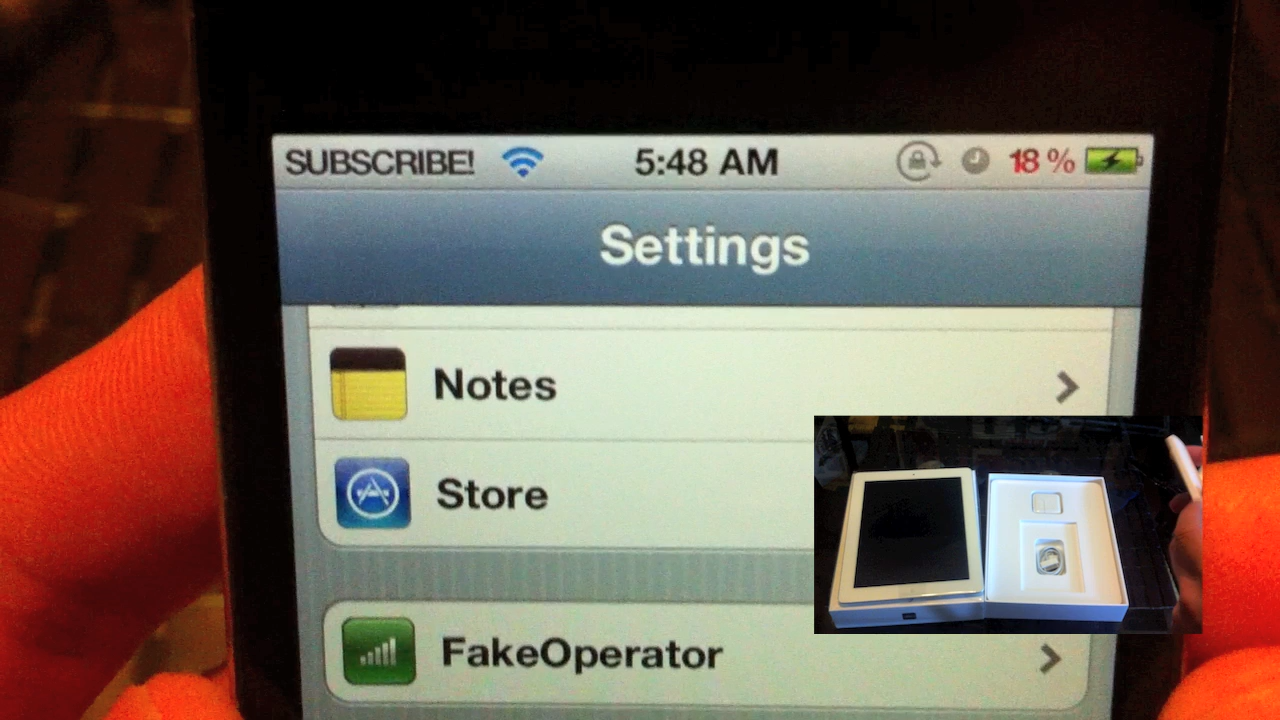 SUBSCRIBE! 5:48 AM 18 %
Settings
Notes
Store
FakeOperator